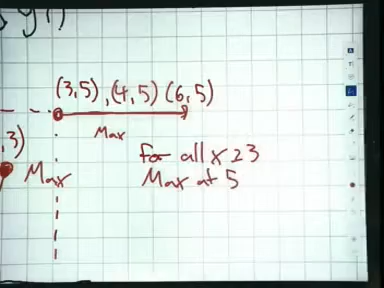 (3,5), (4,5) (6,5)
Max
,3)
Max
for all x ≥ 3
Max at 5